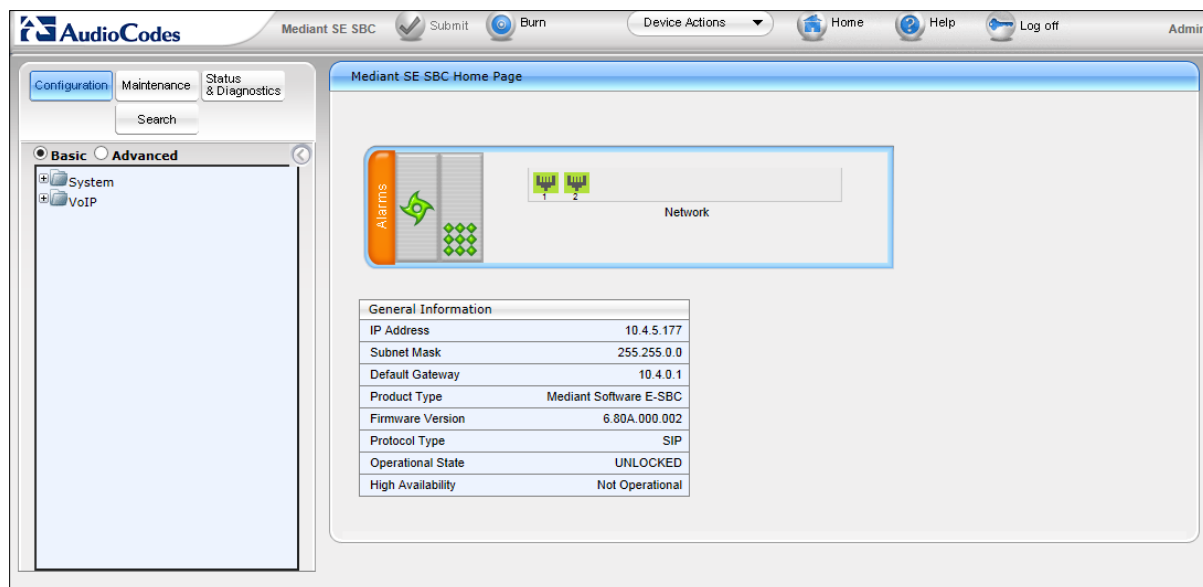 AudioCodes
Mediant SE SBC Submit Burn Device Actions Home Help Log off Admin
Configuration Maintenance Status & Diagnostics
Search
Basic Advanced
System
VoIP
Mediant SE SBC Home Page
Alarms
1 2
Network
General Information
IP Address 10.4.5.177
Subnet Mask 255.255.0.0
Default Gateway 10.4.0.1
Product Type Mediant Software E-SBC
Firmware Version 6.80A.000.002
Protocol Type SIP
Operational State UNLOCKED
High Availability Not Operational